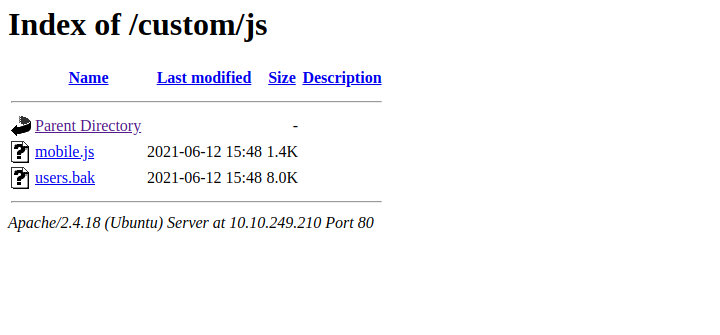 Index of /custom/js
Name Last modified Size Description
Parent Directory -
mobile.js 2021-06-12 15:48 1.4K
users.bak 2021-06-12 15:48 8.0K
Apache/2.4.18 (Ubuntu) Server at 10.10.249.210 Port 80